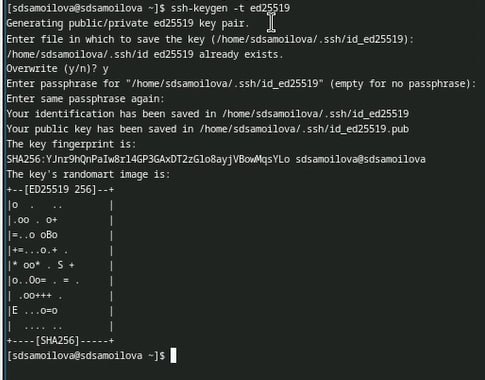 [sdsamoilova@sdsamoilova ~]$ ssh-keygen -t ed25519
Generating public/private ed25519 key pair.
Enter file in which to save the key (/home/sdsamoilova/.ssh/id_ed25519):
/home/sdsamoilova/.ssh/id_ed25519 already exists.
Overwrite (y/n)? y
Enter passphrase for "/home/sdsamoilova/.ssh/id_ed25519" (empty for no passphrase):
Enter same passphrase again:
Your identification has been saved in /home/sdsamoilova/.ssh/id_ed25519
Your public key has been saved in /home/sdsamoilova/.ssh/id_ed25519.pub
The key fingerprint is:
SHA256:YJnr9hQnPaIw8rl4GP3GAxDT2zGlo8ayjVBowMqsYLo sdsamoilova@sdsamoilova
The key's randomart image is:
+--[ED25519 256]--+
|o  .   ..        |
|.oo . o+         |
|=..o oBo         |
|+=...o.+ .       |
|* oo* . S +      |
|o..Oo= . = .     |
| .oo+++ .        |
|E ...o=o         |
|  .... ..        |
+----[SHA256]-----+
[sdsamoilova@sdsamoilova ~]$